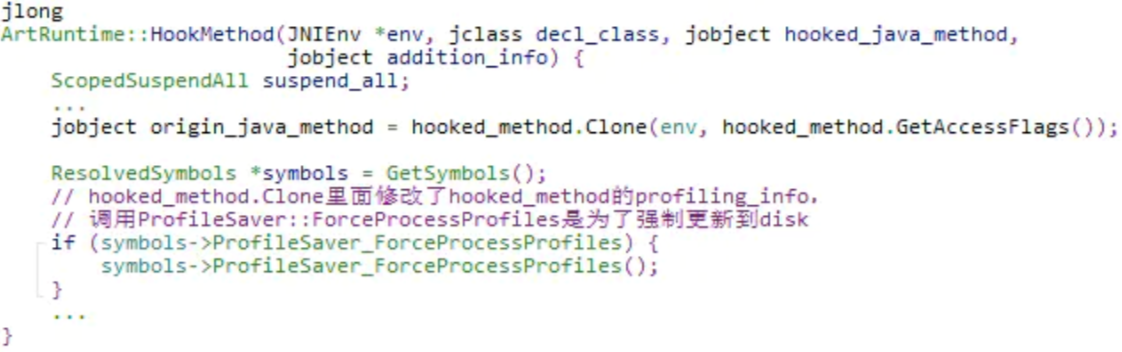 jlong
ArtRuntime::HookMethod(JNIEnv *env, jclass decl_class, jobject hooked_java_method,
                       jobject addition_info) {
    ScopedSuspendAll suspend_all;
    ...
    jobject origin_java_method = hooked_method.Clone(env, hooked_method.GetAccessFlags());

    ResolvedSymbols *symbols = GetSymbols();
    // hooked_method.Clone里面修改了hooked_method的profiling_info，
    // 调用ProfileSaver::ForceProcessProfiles是为了强制更新到disk
    if (symbols->ProfileSaver_ForceProcessProfiles) {
        symbols->ProfileSaver_ForceProcessProfiles();
    }
    ...
}